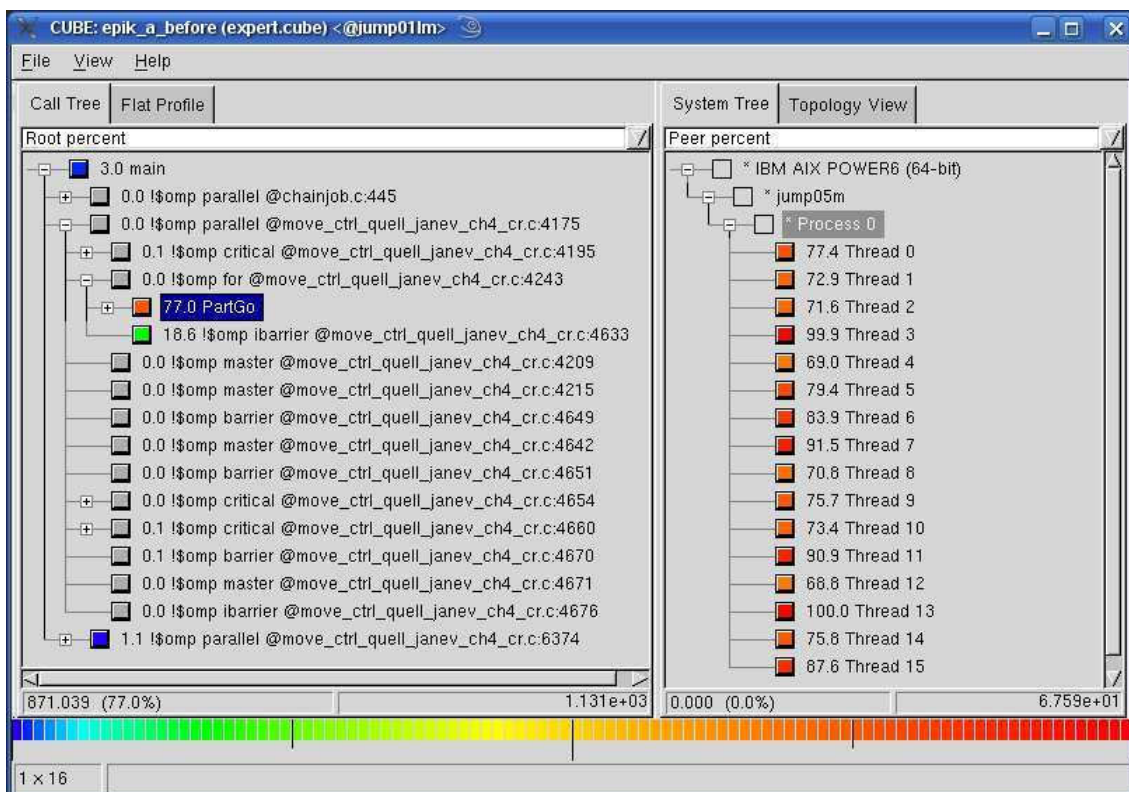 CUBE: epik_a_before (expert.cube) <@jump01lm>
File View Help
Call Tree Flat Profile
Root percent
3.0 main
0.0 !$omp parallel @chainjob.c:445
0.0 !$omp parallel @move_ctrl_quell_janev_ch4_cr.c:4175
0.1 !$omp critical @move_ctrl_quell_janev_ch4_cr.c:4195
0.0 !$omp for @move_ctrl_quell_janev_ch4_cr.c:4243
77.0 PartGo
18.6 !$omp ibarrier @move_ctrl_quell_janev_ch4_cr.c:4633
0.0 !$omp master @move_ctrl_quell_janev_ch4_cr.c:4209
0.0 !$omp master @move_ctrl_quell_janev_ch4_cr.c:4215
0.0 !$omp barrier @move_ctrl_quell_janev_ch4_cr.c:4649
0.0 !$omp master @move_ctrl_quell_janev_ch4_cr.c:4642
0.0 !$omp barrier @move_ctrl_quell_janev_ch4_cr.c:4651
0.0 !$omp critical @move_ctrl_quell_janev_ch4_cr.c:4654
0.1 !$omp critical @move_ctrl_quell_janev_ch4_cr.c:4660
0.1 !$omp barrier @move_ctrl_quell_janev_ch4_cr.c:4670
0.0 !$omp master @move_ctrl_quell_janev_ch4_cr.c:4671
0.0 !$omp ibarrier @move_ctrl_quell_janev_ch4_cr.c:4676
1.1 !$omp parallel @move_ctrl_quell_janev_ch4_cr.c:6374
871.039 (77.0%) 1.131e+03
System Tree Topology View
Peer percent
* IBM AIX POWER6 (64-bit)
* jump05m
* Process 0
77.4 Thread 0
72.9 Thread 1
71.6 Thread 2
99.9 Thread 3
69.0 Thread 4
79.4 Thread 5
83.9 Thread 6
91.5 Thread 7
70.8 Thread 8
75.7 Thread 9
73.4 Thread 10
90.9 Thread 11
68.8 Thread 12
100.0 Thread 13
75.8 Thread 14
87.6 Thread 15
0.000 (0.0%) 6.759e+01
1 x 16